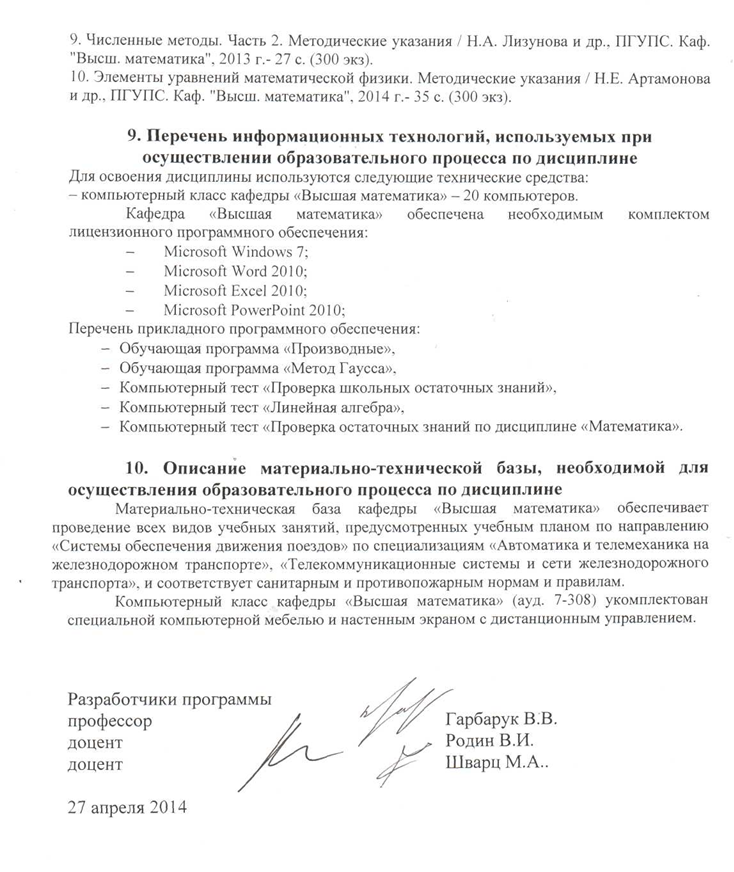 9. Численные методы. Часть 2. Методические указания / Н.А. Лизунова и др., ПГУПС. Каф.
"Высш. математика", 2013 г.- 27 с. (300 экз).
10. Элементы уравнений математической физики. Методические указания / Н.Е. Артамонова
и др., ПГУПС. Каф. "Высш. математика", 2014 г.- 35 с. (300 экз).
9. Перечень информационных технологий, используемых при
осуществлении образовательного процесса по дисциплине
Для освоения дисциплины используются следующие технические средства:
– компьютерный класс кафедры «Высшая математика» – 20 компьютеров.
Кафедра «Высшая математика» обеспечена необходимым комплектом
лицензионного программного обеспечения:
– Microsoft Windows 7;
– Microsoft Word 2010;
– Microsoft Excel 2010;
– Microsoft PowerPoint 2010;
Перечень прикладного программного обеспечения:
– Обучающая программа «Производные»,
– Обучающая программа «Метод Гаусса»,
– Компьютерный тест «Проверка школьных остаточных знаний»,
– Компьютерный тест «Линейная алгебра»,
– Компьютерный тест «Проверка остаточных знаний по дисциплине «Математика».
10. Описание материально-технической базы, необходимой для
осуществления образовательного процесса по дисциплине
Материально-техническая база кафедры «Высшая математика» обеспечивает
проведение всех видов учебных занятий, предусмотренных учебным планом по направлению
«Системы обеспечения движения поездов» по специализациям «Автоматика и телемеханика на
железнодорожном транспорте», «Телекоммуникационные системы и сети железнодорожного
транспорта», и соответствует санитарным и противопожарным нормам и правилам.
Компьютерный класс кафедры «Высшая математика» (ауд. 7-308) укомплектован
специальной компьютерной мебелью и настенным экраном с дистанционным управлением.
Разработчики программы
профессор Гарбарук В.В.
доцент Родин В.И.
доцент Шварц М.А..
27 апреля 2014